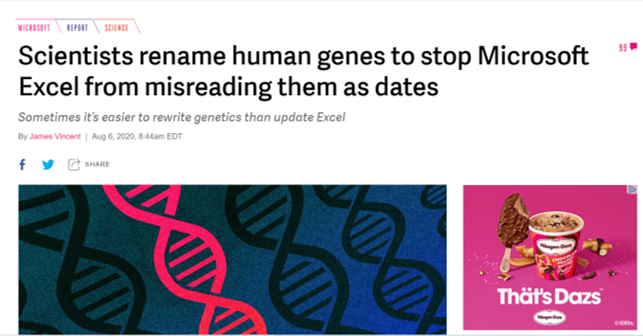 MICROSOFT REPORT SCIENCE
Scientists rename human genes to stop Microsoft
Excel from misreading them as dates
99
Sometimes it's easier to rewrite genetics than update Excel
By James Vincent | Aug 6, 2020, 8:44am EDT
SHARE
Häagen-Dazs
Thät's Dazs
Häagen-Dazs